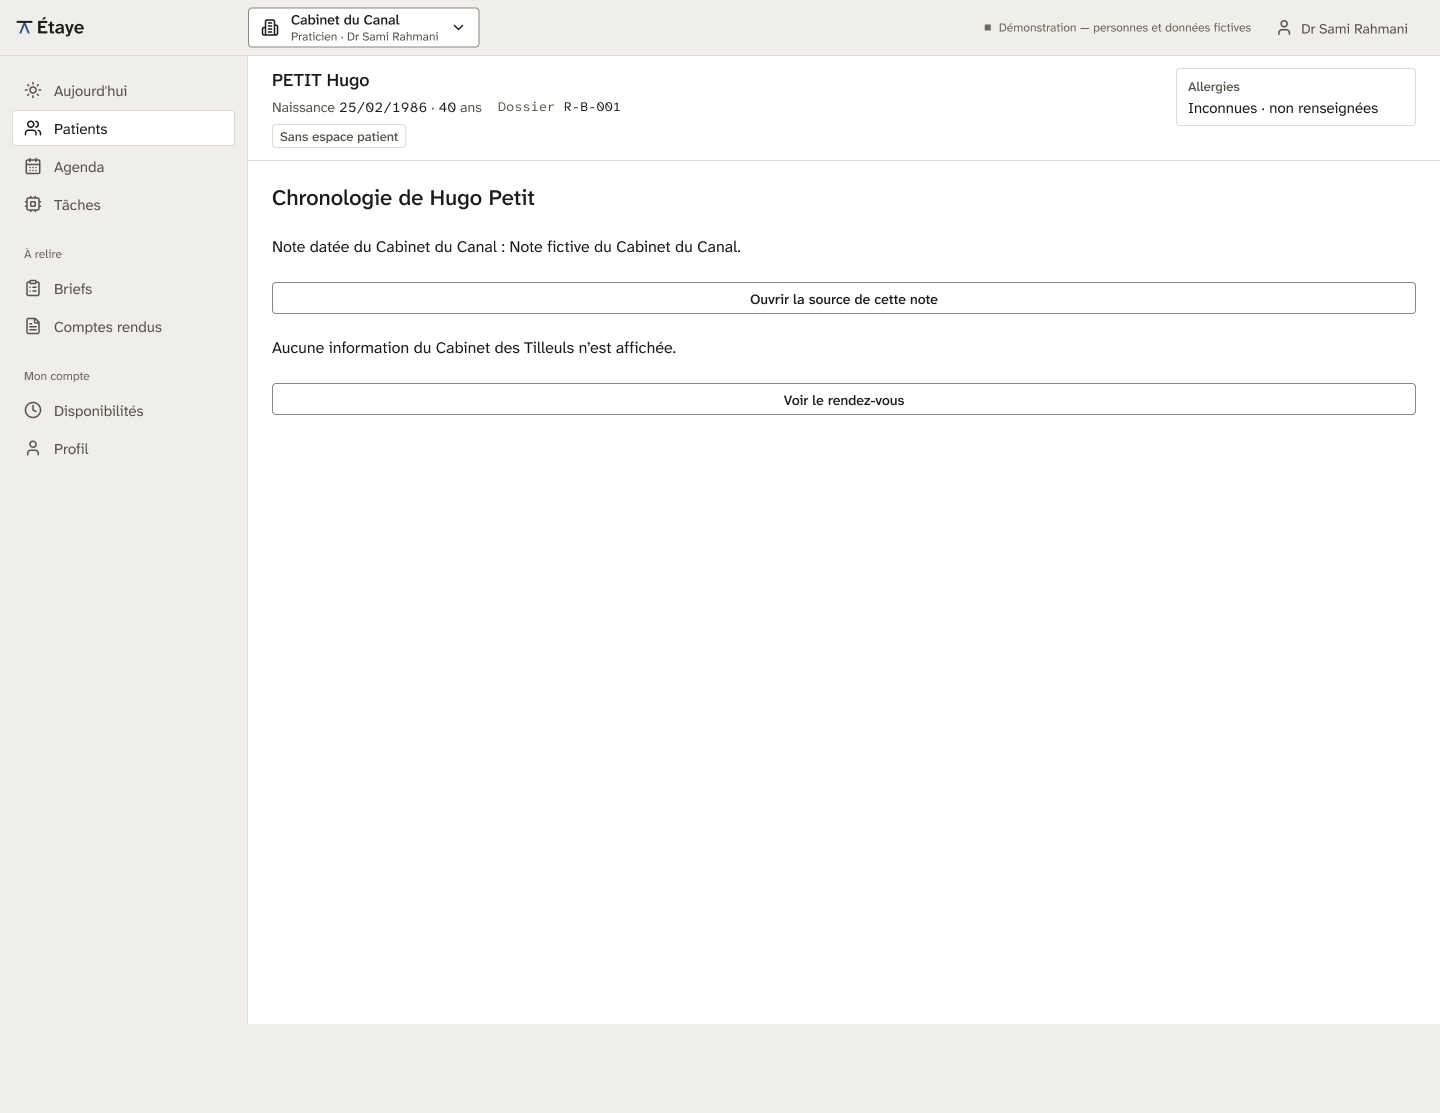 Étaye
Cabinet du Canal
Praticien · Dr Sami Rahmani
Démonstration — personnes et données fictives
Dr Sami Rahmani
Aujourd'hui
Patients
Agenda
Tâches
À relire
Briefs
Comptes rendus
Mon compte
Disponibilités
Profil
PETIT Hugo
Naissance 25/02/1986 · 40 ans Dossier R-B-001
Sans espace patient
Allergies
Inconnues · non renseignées
Chronologie de Hugo Petit
Note datée du Cabinet du Canal : Note fictive du Cabinet du Canal.
Ouvrir la source de cette note
Aucune information du Cabinet des Tilleuls n’est affichée.
Voir le rendez-vous